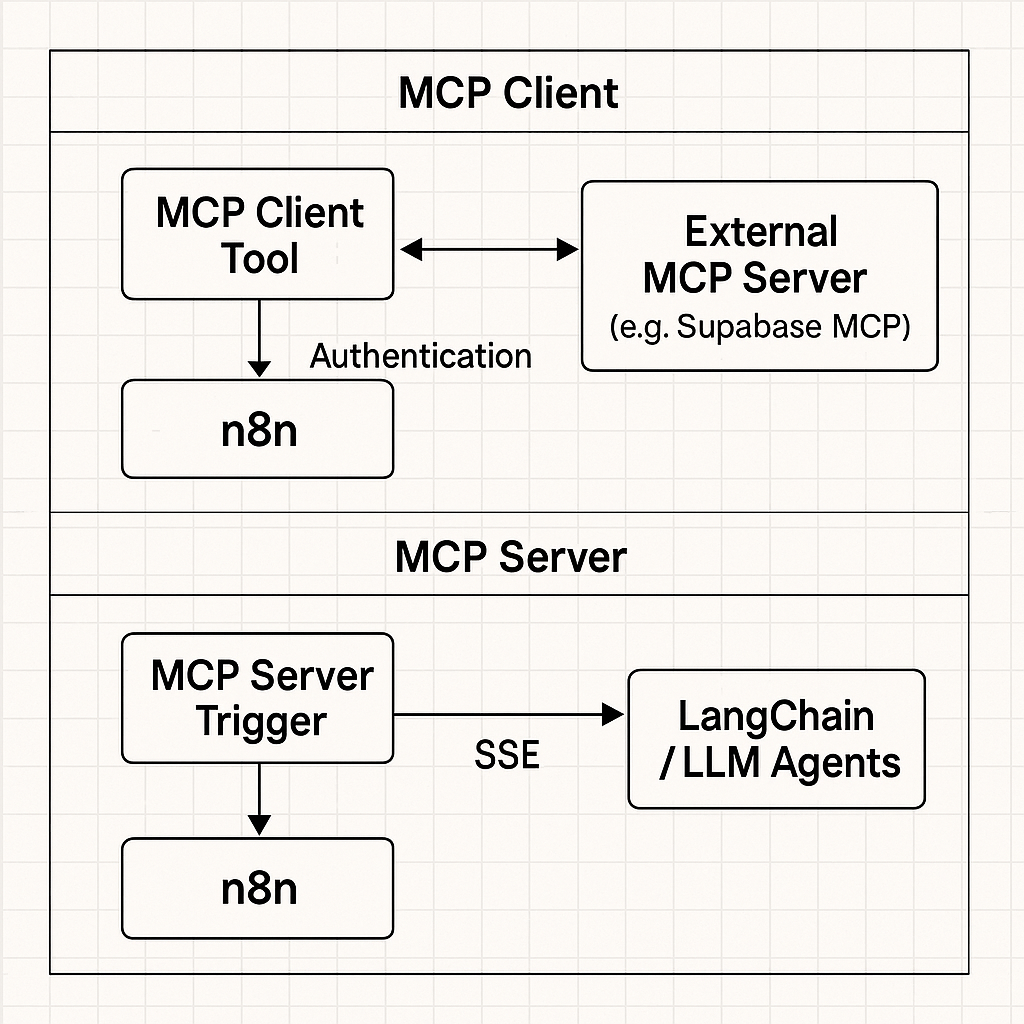 MCP Client
MCP Client
Tool
External
MCP Server
(e.g. Supabase MCP)
Authentication
n8n
MCP Server
MCP Server
Trigger
SSE
LangChain
/ LLM Agents
n8n